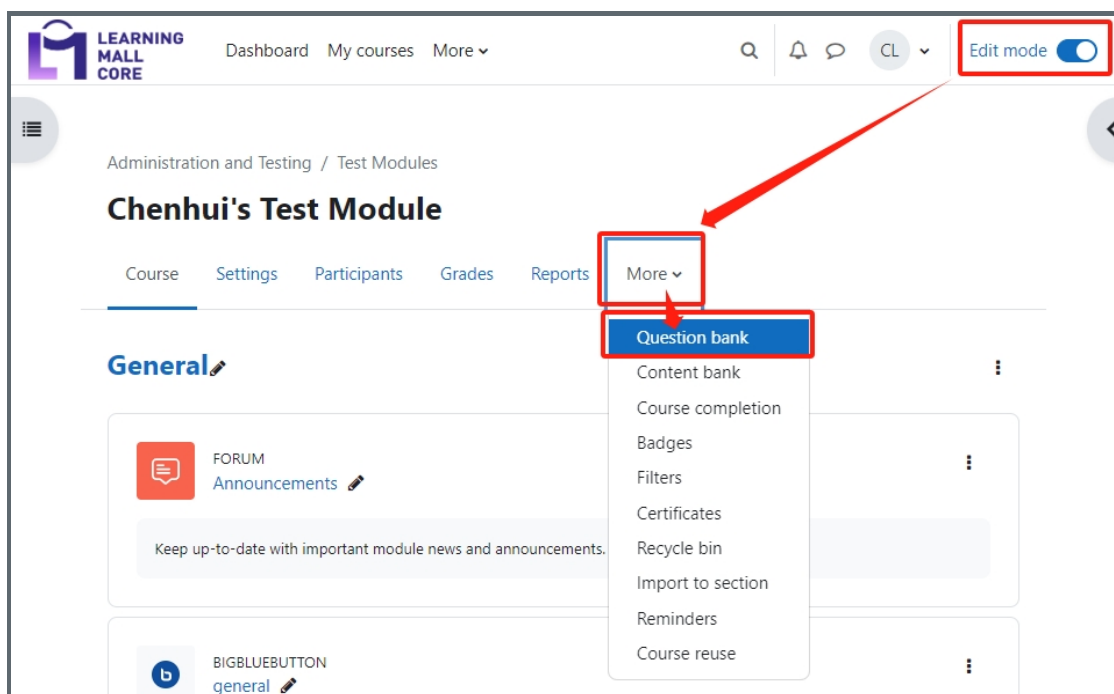 LEARNING
MALL
CORE
Dashboard My courses More
CL
Edit mode
Administration and Testing / Test Modules
Chenhui's Test Module
Course Settings Participants Grades Reports More
Question bank
Content bank
Course completion
Badges
Filters
Certificates
Recycle bin
Import to section
Reminders
Course reuse
General
FORUM
Announcements
Keep up-to-date with important module news and announcements.
BIGBLUEBUTTON
general